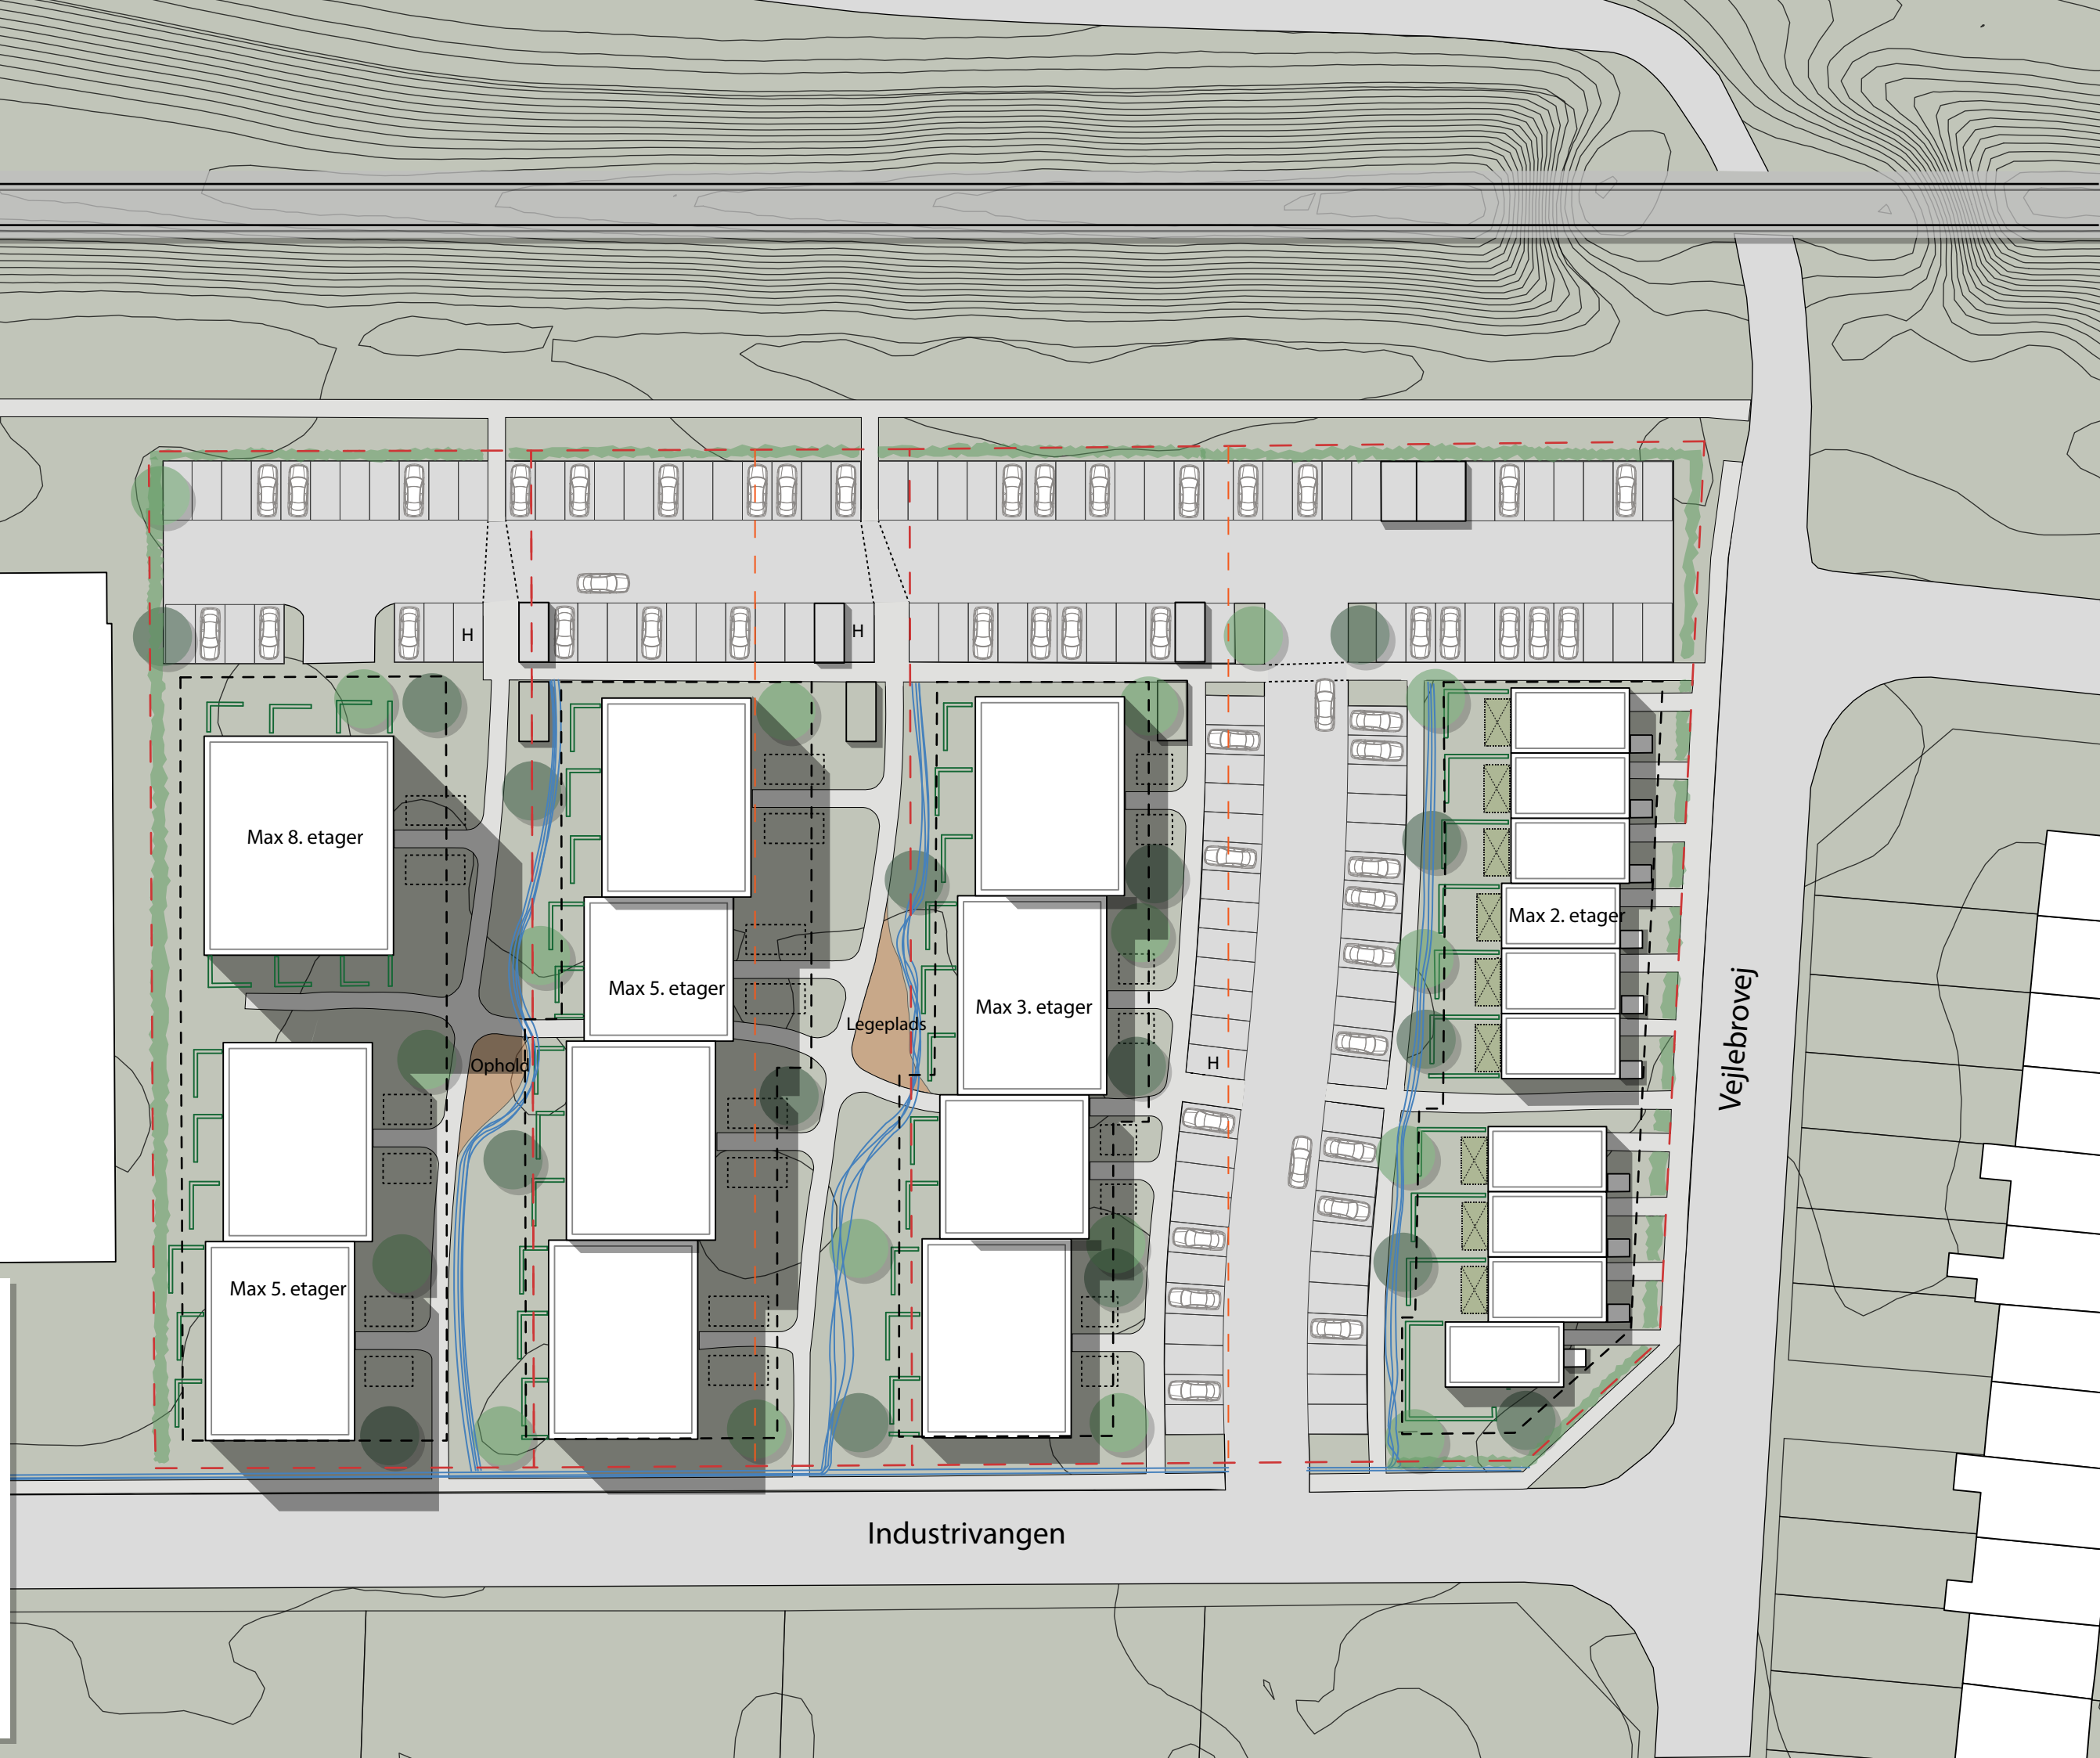 H
H
Max 8. etager
Max 2. etager
Max 5. etager
Max 3. etager
Legeplads
Ophold
H
Vejlebrovej
Max 5. etager
Industrivangen